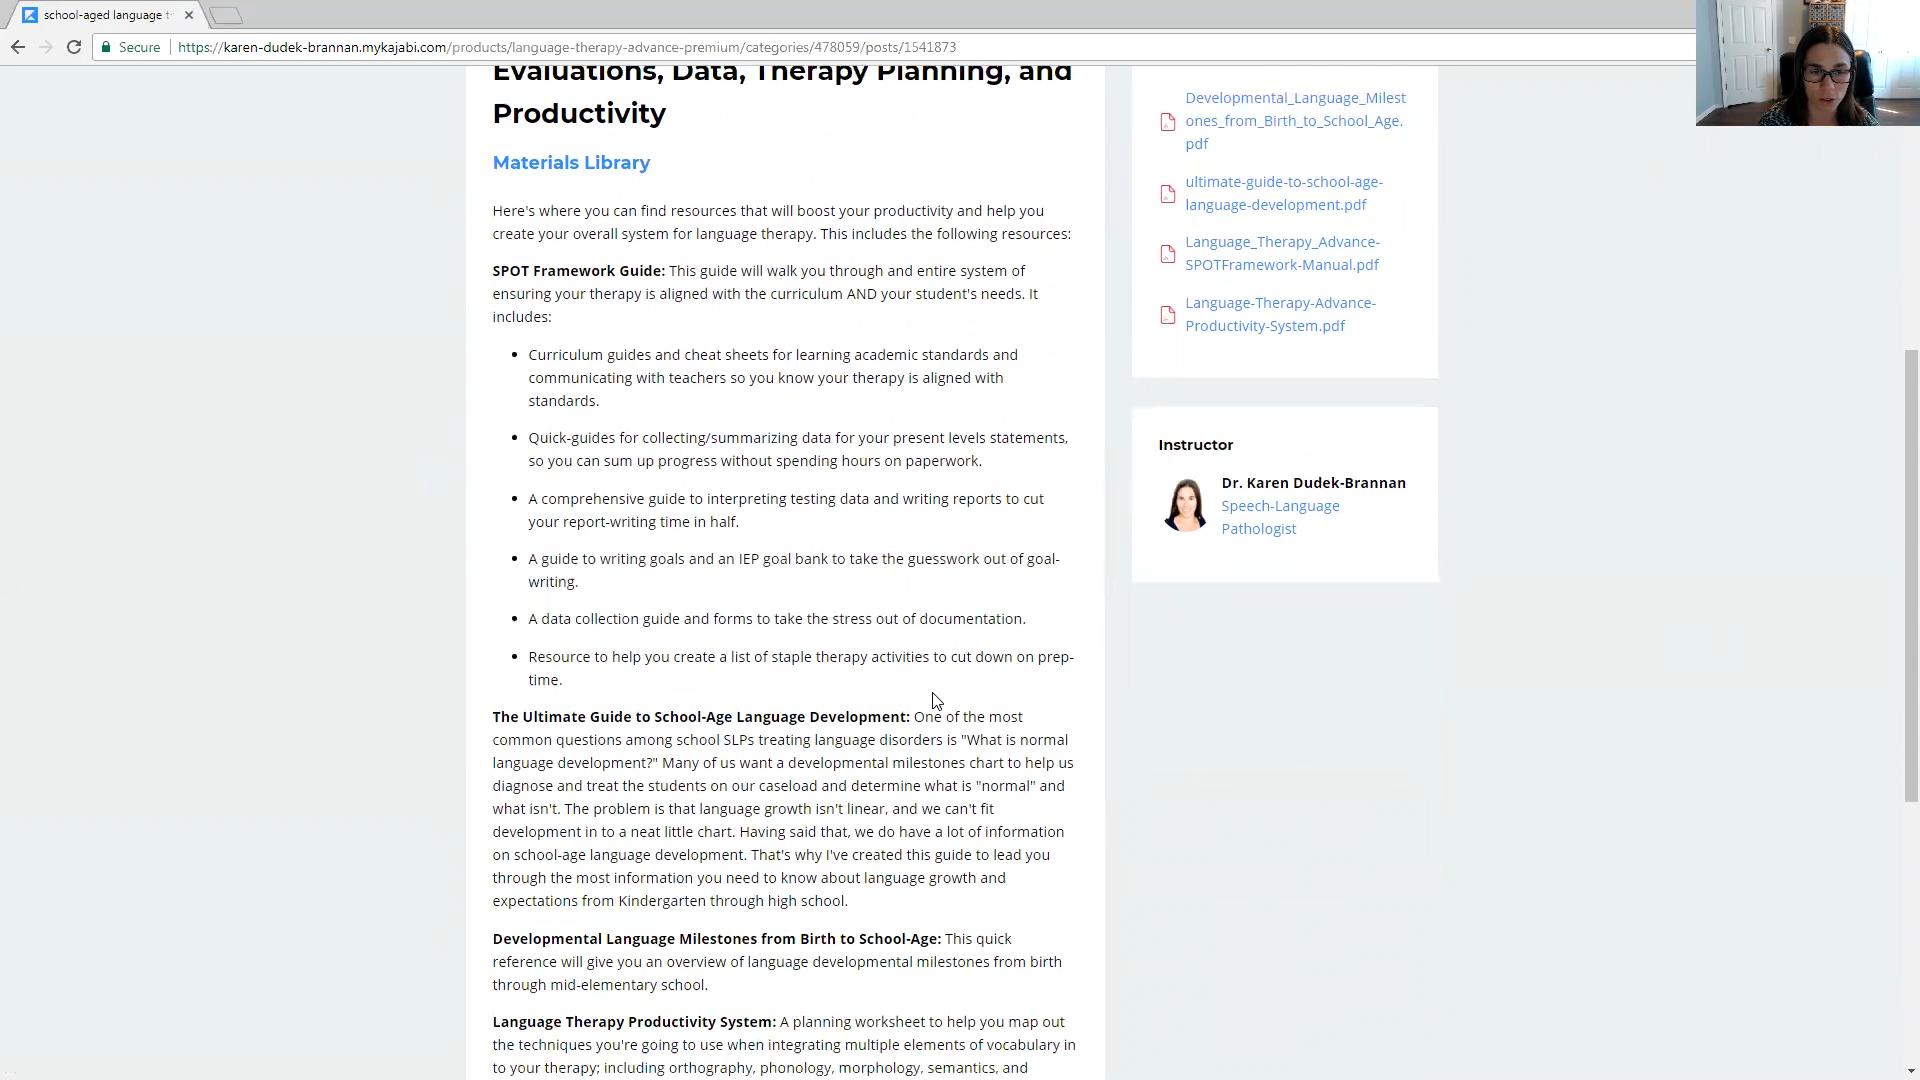 school-aged language t
Secure
https://karen-dudek-brannan.mykajabi.com/products/language-therapy-advance-premium/categories/478059/posts/1541873
Evaluations, Data, Therapy Planning, and
Productivity
Materials Library
Here's where you can find resources that will boost your productivity and help you
create your overall system for language therapy. This includes the following resources:
SPOT Framework Guide: This guide will walk you through and entire system of
ensuring your therapy is aligned with the curriculum AND your student's needs. It
includes:
• Curriculum guides and cheat sheets for learning academic standards and
communicating with teachers so you know your therapy is aligned with
standards.
• Quick-guides for collecting/summarizing data for your present levels statements,
so you can sum up progress without spending hours on paperwork.
• A comprehensive guide to interpreting testing data and writing reports to cut
your report-writing time in half.
• A guide to writing goals and an IEP goal bank to take the guesswork out of goal-
writing.
• A data collection guide and forms to take the stress out of documentation.
• Resource to help you create a list of staple therapy activities to cut down on prep-
time.
The Ultimate Guide to School-Age Language Development: One of the most
common questions among school SLPs treating language disorders is "What is normal
language development?" Many of us want a developmental milestones chart to help us
diagnose and treat the students on our caseload and determine what is "normal" and
what isn't. The problem is that language growth isn't linear, and we can't fit
development in to a neat little chart. Having said that, we do have a lot of information
on school-age language development. That's why I've created this guide to lead you
through the most information you need to know about language growth and
expectations from Kindergarten through high school.
Developmental Language Milestones from Birth to School-Age: This quick
reference will give you an overview of language developmental milestones from birth
through mid-elementary school.
Language Therapy Productivity System: A planning worksheet to help you map out
the techniques you're going to use when integrating multiple elements of vocabulary in
to your therapy; including orthography, phonology, morphology, semantics, and
Developmental_Language_Milest
ones_from_Birth_to_School_Age.
pdf
ultimate-guide-to-school-age-
language-development.pdf
Language_Therapy_Advance-
SPOTFramework-Manual.pdf
Language-Therapy-Advance-
Productivity-System.pdf
Instructor
Dr. Karen Dudek-Brannan
Speech-Language
Pathologist